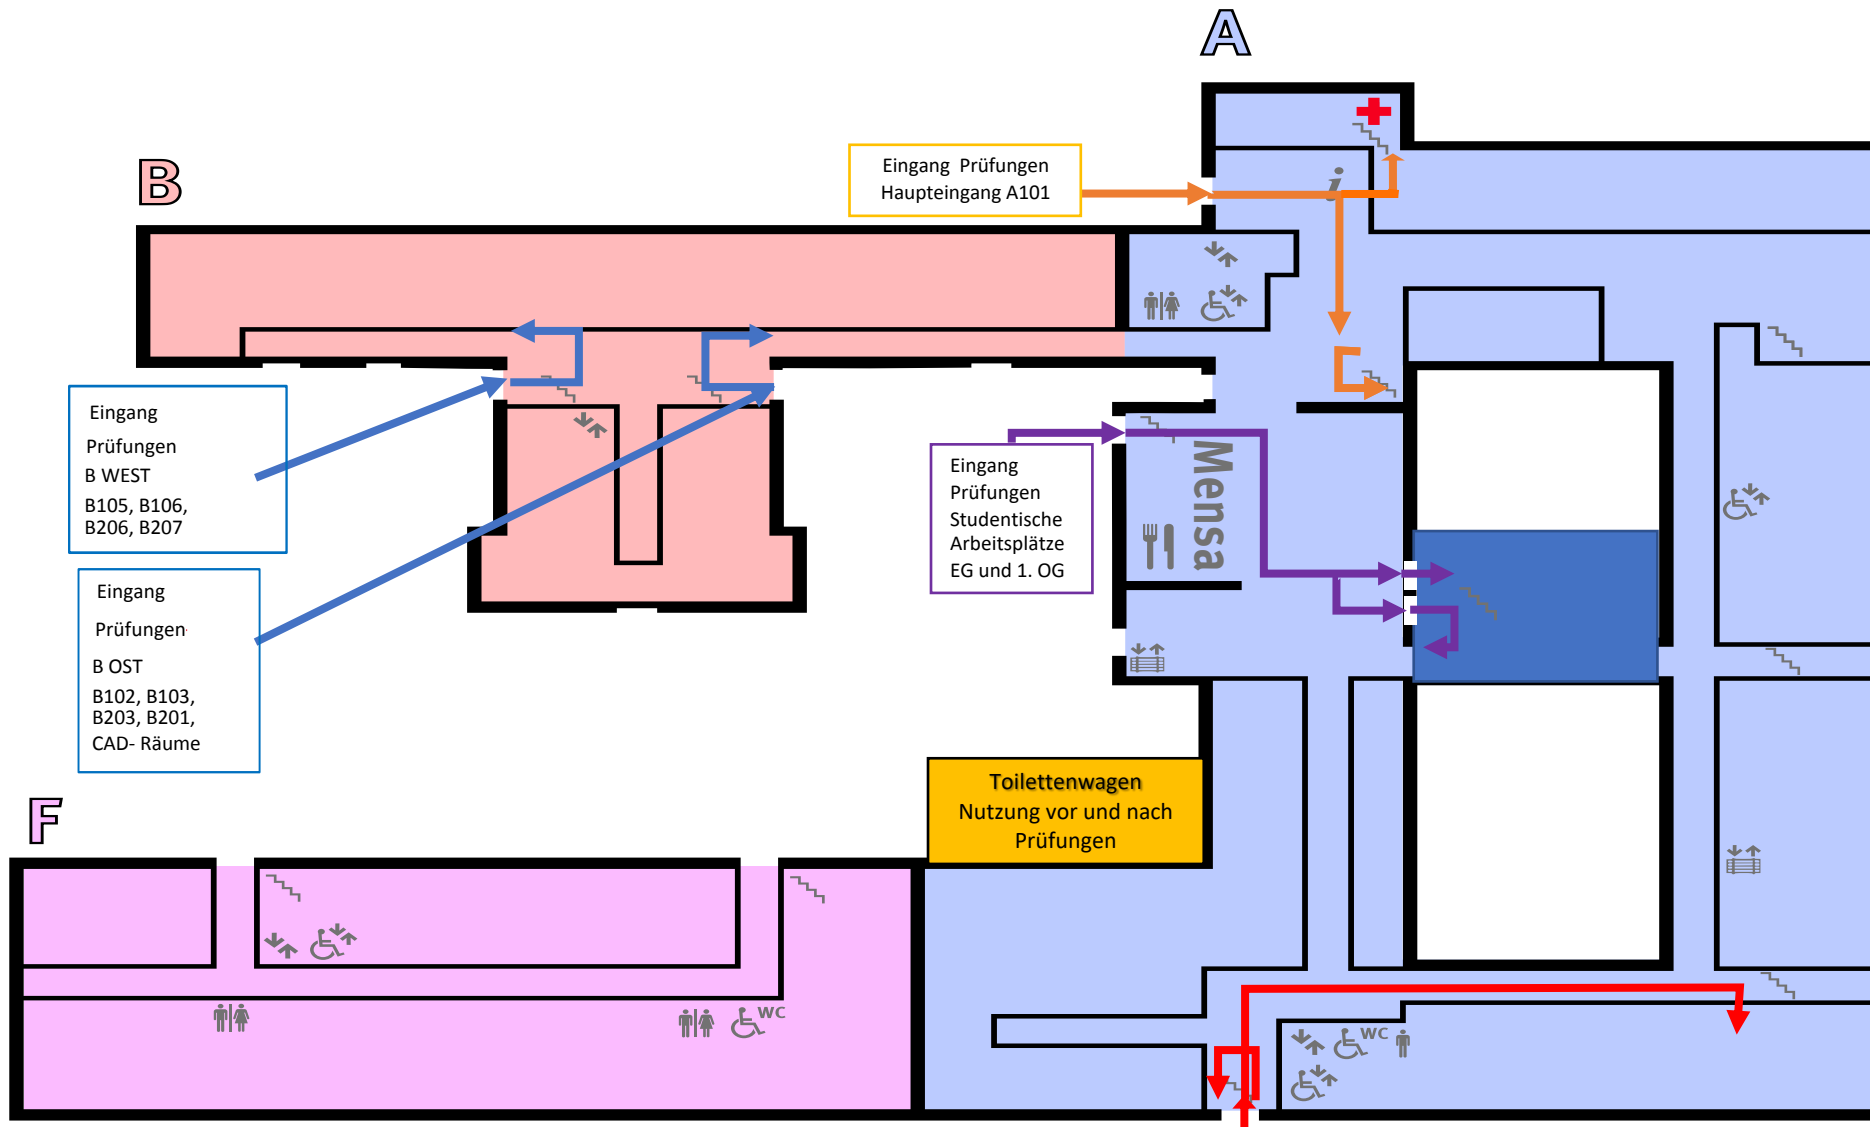 A
B
Eingang Prüfungen
Haupteingang A101
Eingang
Prüfungen
B WEST
B105, B106,
B206, B207
Eingang
Prüfungen
Studentische
Arbeitsplätze
EG und 1. OG
Mensa
Eingang
Prüfungen
B OST
B102, B103,
B203, B201,
CAD- Räume
Toilettenwagen
Nutzung vor und nach
Prüfungen
F
WC
WC